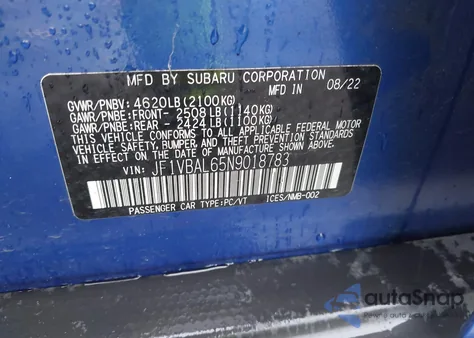 MFD BY SUBARU CORPORATION
MFD IN 08/22
GVWR/PNBV: 4620LB(2100KG)
GAWR/PNBE:FRONT- 2508LB(1140KG)
GAWR/PNBE:REAR - 2424LB(1100KG)
THIS VEHICLE CONFORMS TO ALL APPLICABLE FEDERAL MOTOR
VEHICLE SAFETY, BUMPER, AND THEFT PREVENTION STANDARDS
IN EFFECT ON THE DATE OF MANUFACTURE SHOWN ABOVE.
VIN: JF1VBAL65N9018783
PASSENGER CAR TYPE:PC/VT ICES/NMB-002
autoSnap